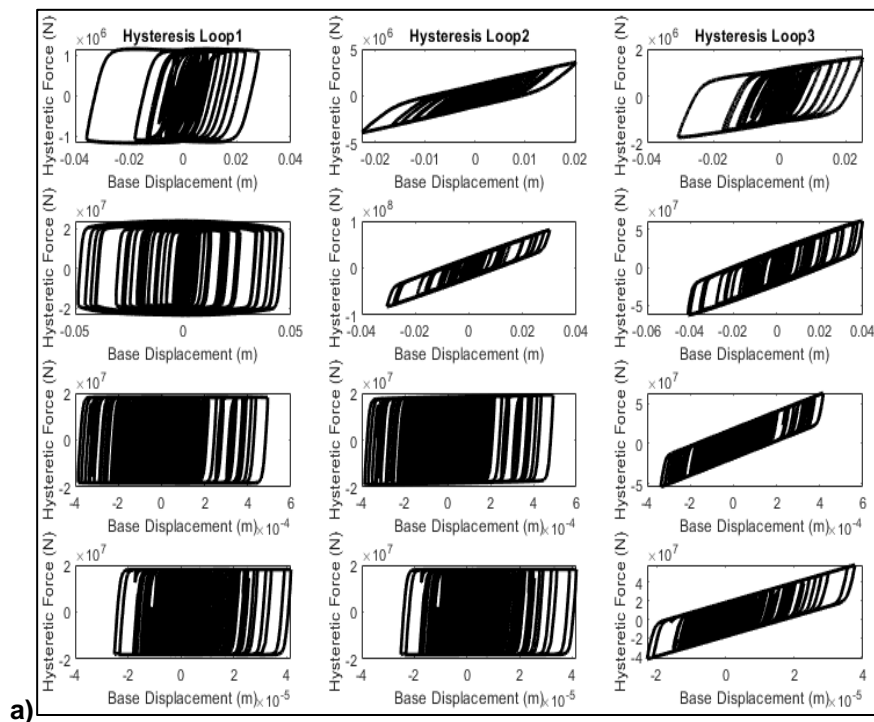 Hysteresis Loop1
×10^6
Hysteretic Force (N)
1
0
-1
-0.04 -0.02 0 0.02 0.04
Base Displacement (m)
Hysteresis Loop2
×10^6
Hysteretic Force (N)
5
0
-5
-0.02 -0.01 0 0.01 0.02
Base Displacement (m)
Hysteresis Loop3
×10^6
Hysteretic Force (N)
2
0
-2
-0.04 -0.02 0 0.02
Base Displacement (m)
×10^7
Hysteretic Force (N)
2
0
-2
-0.05 0 0.05
Base Displacement (m)
×10^8
Hysteretic Force (N)
1
0
-1
-0.04 -0.02 0 0.02 0.04
Base Displacement (m)
×10^7
Hysteretic Force (N)
5
0
-5
-0.06 -0.04 -0.02 0 0.02 0.04
Base Displacement (m)
×10^7
Hysteretic Force (N)
2
0
-2
-4 -2 0 2 4 6
Base Displacement (m)×10^-4
×10^7
Hysteretic Force (N)
2
0
-2
-4 -2 0 2 4 6
Base Displacement (m)×10^-4
×10^7
Hysteretic Force (N)
5
0
-5
-4 -2 0 2 4 6
Base Displacement (m)×10^-4
×10^7
Hysteretic Force (N)
2
0
-2
-4 -2 0 2 4
Base Displacement (m)×10^-5
×10^7
Hysteretic Force (N)
2
0
-2
-4 -2 0 2 4
Base Displacement (m)×10^-5
×10^7
Hysteretic Force (N)
4
2
0
-2
-4
-2 0 2 4
Base Displacement (m)×10^-5
a)